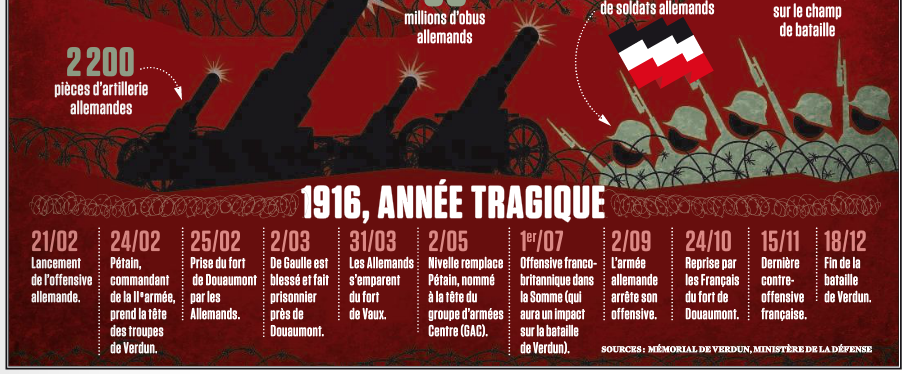 millions d'obus
allemands
de soldats allemands
sur le champ
de bataille
2 200
pièces d'artillerie
allemandes
1916, ANNÉE TRAGIQUE
21/02
Lancement
de l'offensive
allemande.
24/02
Pétain,
commandant
de la IIe armée,
prend la tête
des troupes
de Verdun.
25/02
Prise du fort
de Douaumont
par les
Allemands.
2/03
De Gaulle est
blessé et fait
prisonnier
près de
Douaumont.
31/03
Les Allemands
s'emparent
du fort
de Vaux.
2/05
Nivelle remplace
Pétain, nommé
à la tête du
groupe d'armées
Centre (GAC).
1er/07
Offensive franco-
britannique dans
la Somme (qui
aura un impact
sur la bataille
de Verdun).
2/09
L'armée
allemande
arrête son
offensive.
24/10
Reprise par
les Français
du fort de
Douaumont.
15/11
Dernière
contre-
offensive
française.
18/12
Fin de la
bataille
de Verdun.
SOURCES : MÉMORIAL DE VERDUN, MINISTÈRE DE LA DÉFENSE